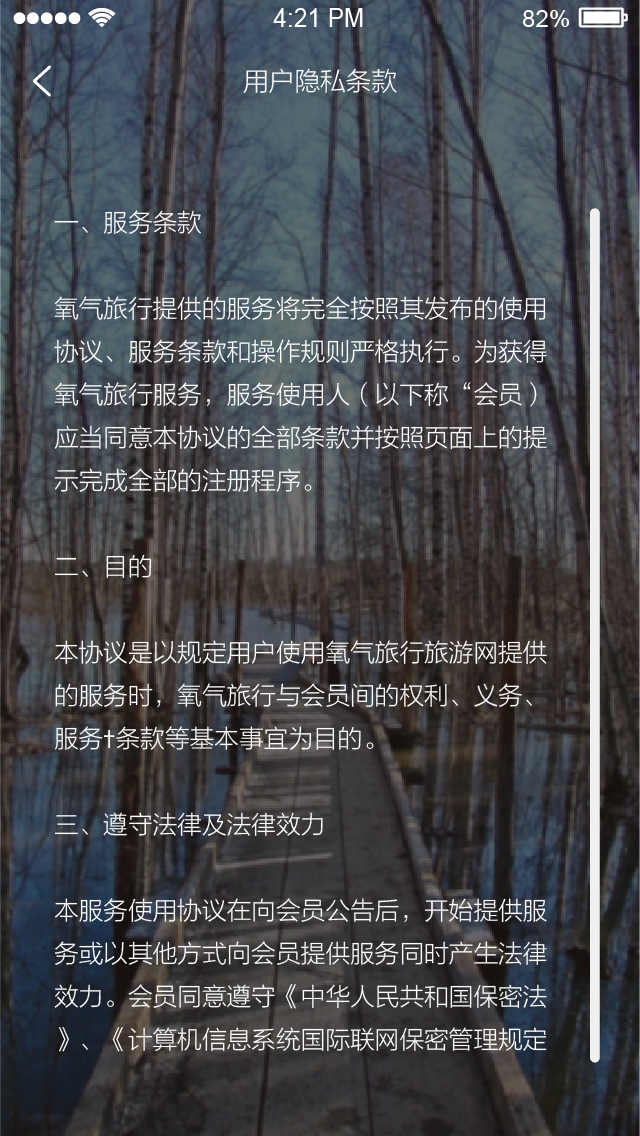 4:21 PM 82%
用户隐私条款
一、服务条款
氧气旅行提供的服务将完全按照其发布的使用
协议、服务条款和操作规则严格执行。为获得
氧气旅行服务，服务使用人（以下称“会员）
应当同意本协议的全部条款并按照页面上的提
示完成全部的注册程序。
二、目的
本协议是以规定用户使用氧气旅行旅游网提供
的服务时，氧气旅行与会员间的权利、义务、
服务†条款等基本事宜为目的。
三、遵守法律及法律效力
本服务使用协议在向会员公告后，开始提供服
务或以其他方式向会员提供服务同时产生法律
效力。会员同意遵守《中华人民共和国保密法
》、《计算机信息系统国际联网保密管理规定